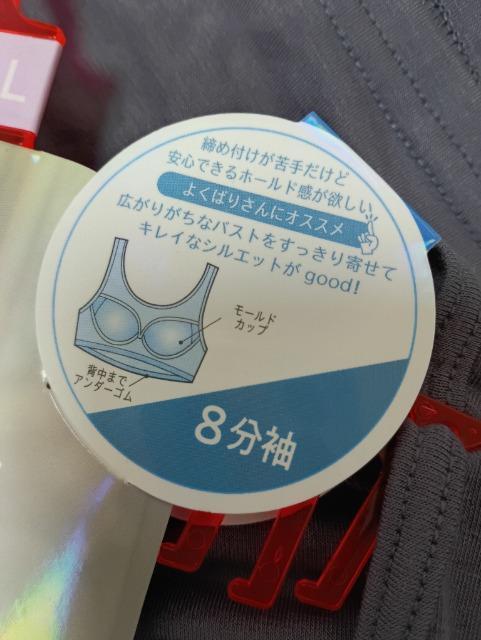 L
締め付けが苦手だけど
安心できるホールド感が欲しい
よくばりさんにオススメ
広がりがちなバストをすっきり寄せて
キレイなシルエットがgood!
モールド
カップ
背中まで
アンダーゴム
8分袖